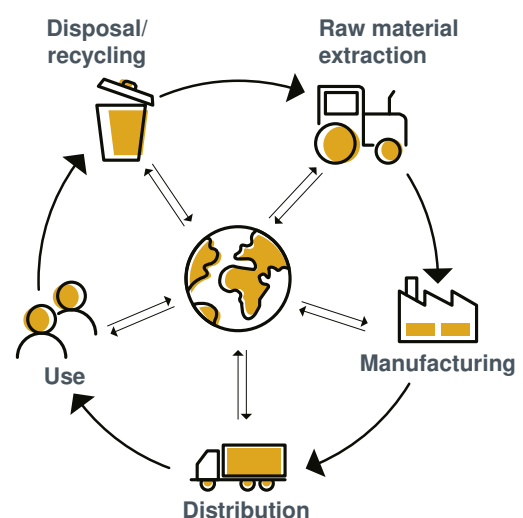 Disposal/
recycling
Raw material
extraction
Manufacturing
Use
Distribution